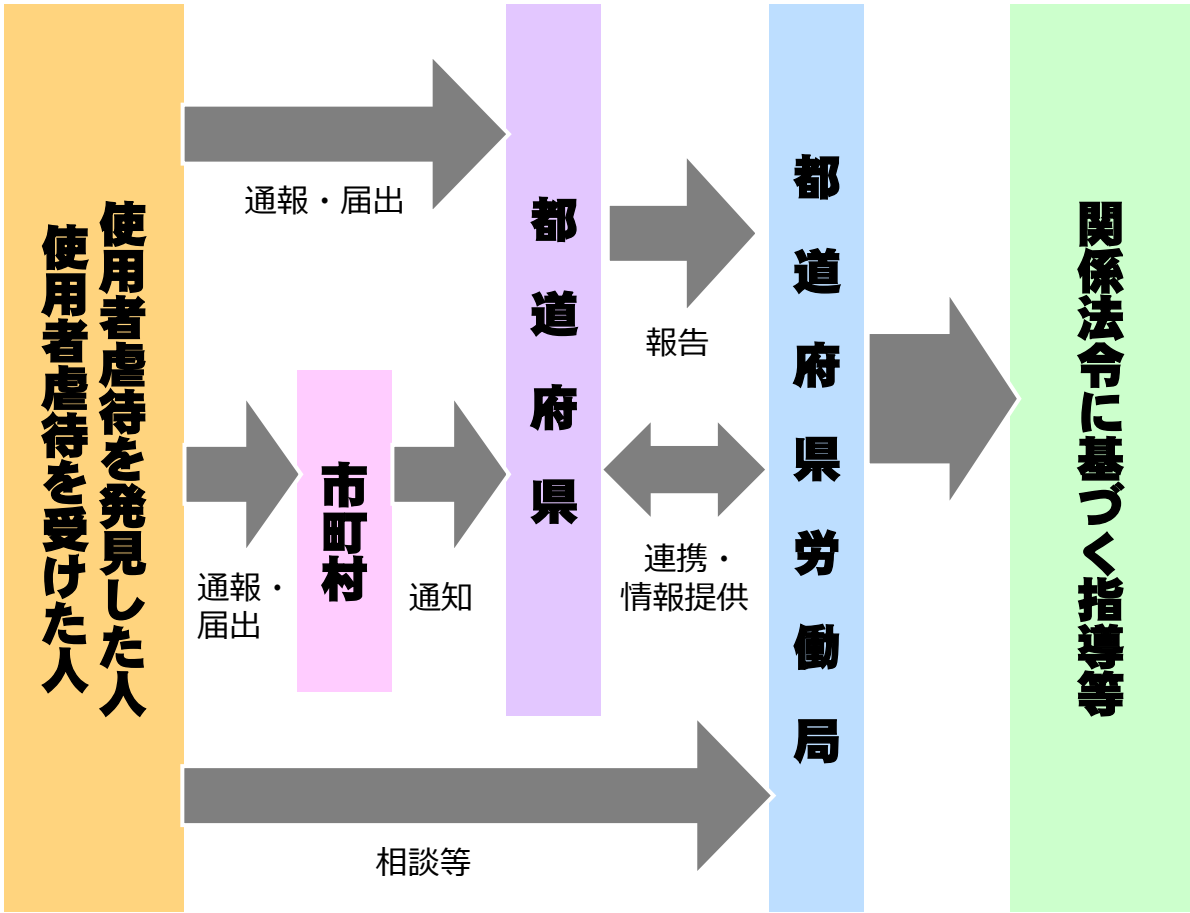 使用者虐待を発見した人
使用者虐待を受けた人
通報・届出
通報・
届出
市町村
通知
都道府県
報告
連携・
情報提供
相談等
都道府県労働局
関係法令に基づく指導等